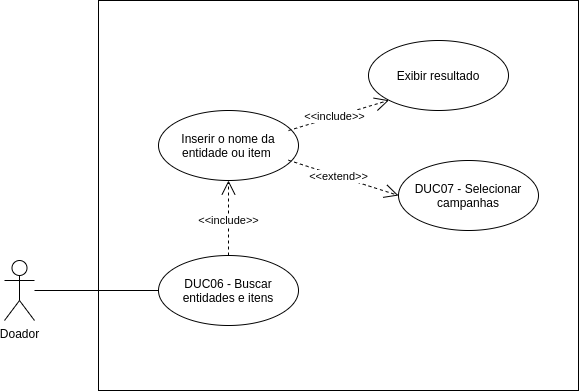 Exibir resultado
<<include>>
Inserir o nome da
entidade ou item
<<extend>>
DUC07 - Selecionar
campanhas
<<include>>
DUC06 - Buscar
entidades e itens
Doador